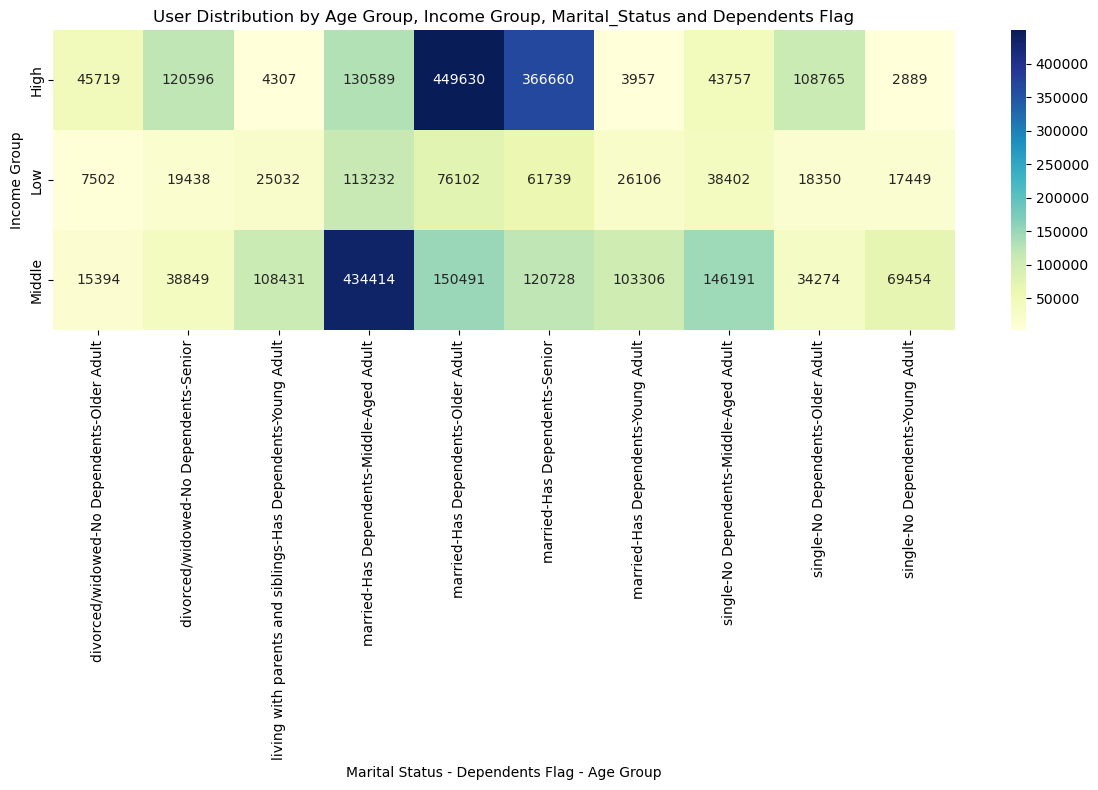 User Distribution by Age Group, Income Group, Marital_Status and Dependents Flag
Income Group
High
45719 120596 4307 130589 449630 366660 3957 43757 108765 2889
Low
7502 19438 25032 113232 76102 61739 26106 38402 18350 17449
Middle
15394 38849 108431 434414 150491 120728 103306 146191 34274 69454
divorced/widowed-No Dependents-Older Adult
divorced/widowed-No Dependents-Senior
living with parents and siblings-Has Dependents-Young Adult
married-Has Dependents-Middle-Aged Adult
married-Has Dependents-Older Adult
married-Has Dependents-Senior
married-Has Dependents-Young Adult
single-No Dependents-Middle-Aged Adult
single-No Dependents-Older Adult
single-No Dependents-Young Adult
Marital Status - Dependents Flag - Age Group
400000
350000
300000
250000
200000
150000
100000
50000